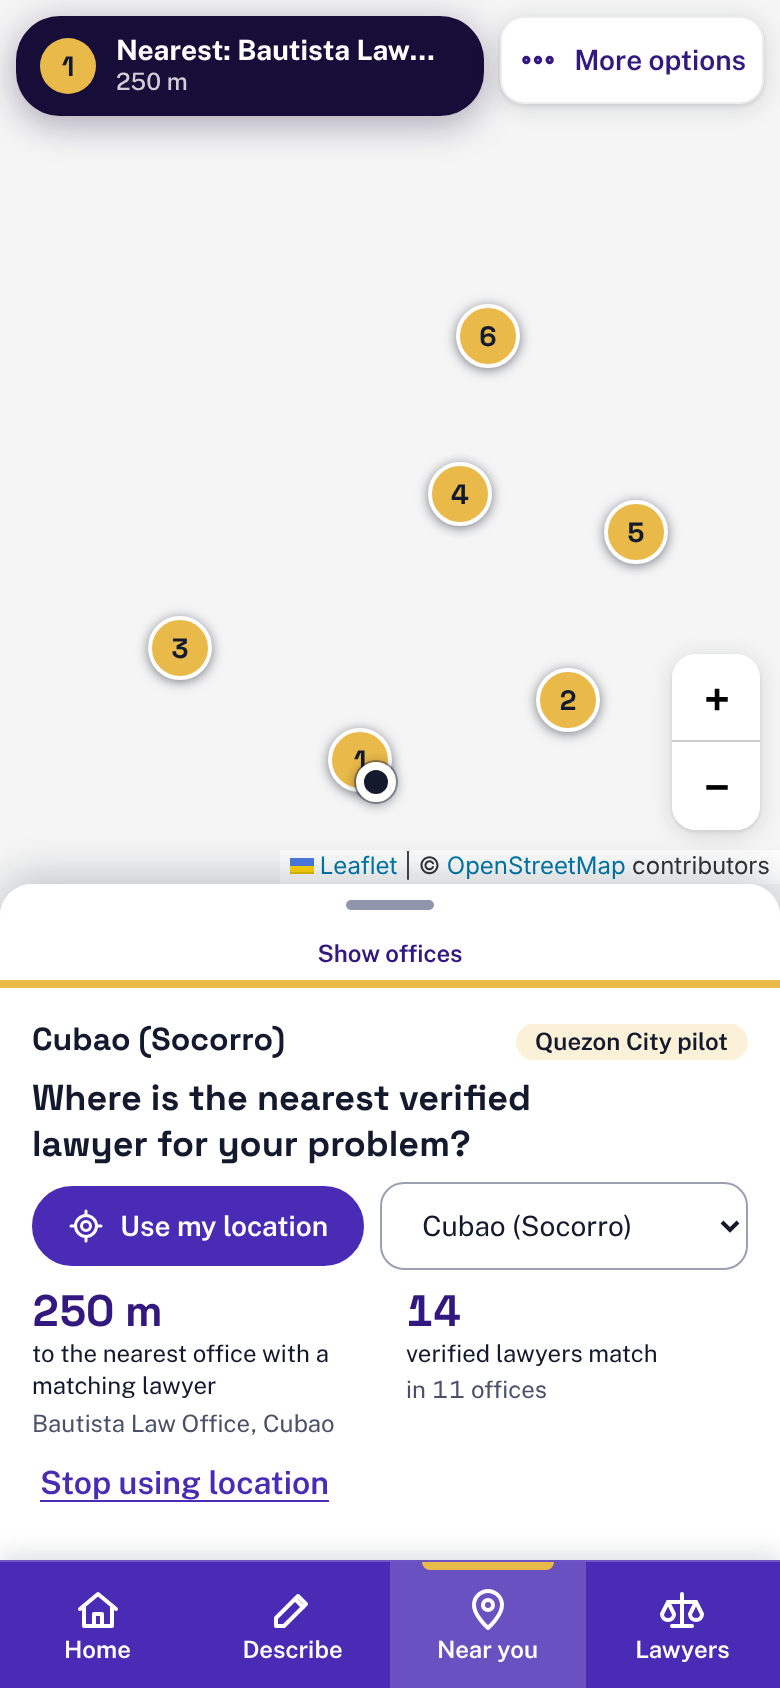 1
Nearest: Bautista Law...
250 m
More options
6
4
5
3
2
1
+
−
Leaflet | © OpenStreetMap contributors
Show offices
Cubao (Socorro)
Quezon City pilot
Where is the nearest verified
lawyer for your problem?
Use my location
Cubao (Socorro)
250 m
to the nearest office with a
matching lawyer
Bautista Law Office, Cubao
14
verified lawyers match
in 11 offices
Stop using location
Home
Describe
Near you
Lawyers